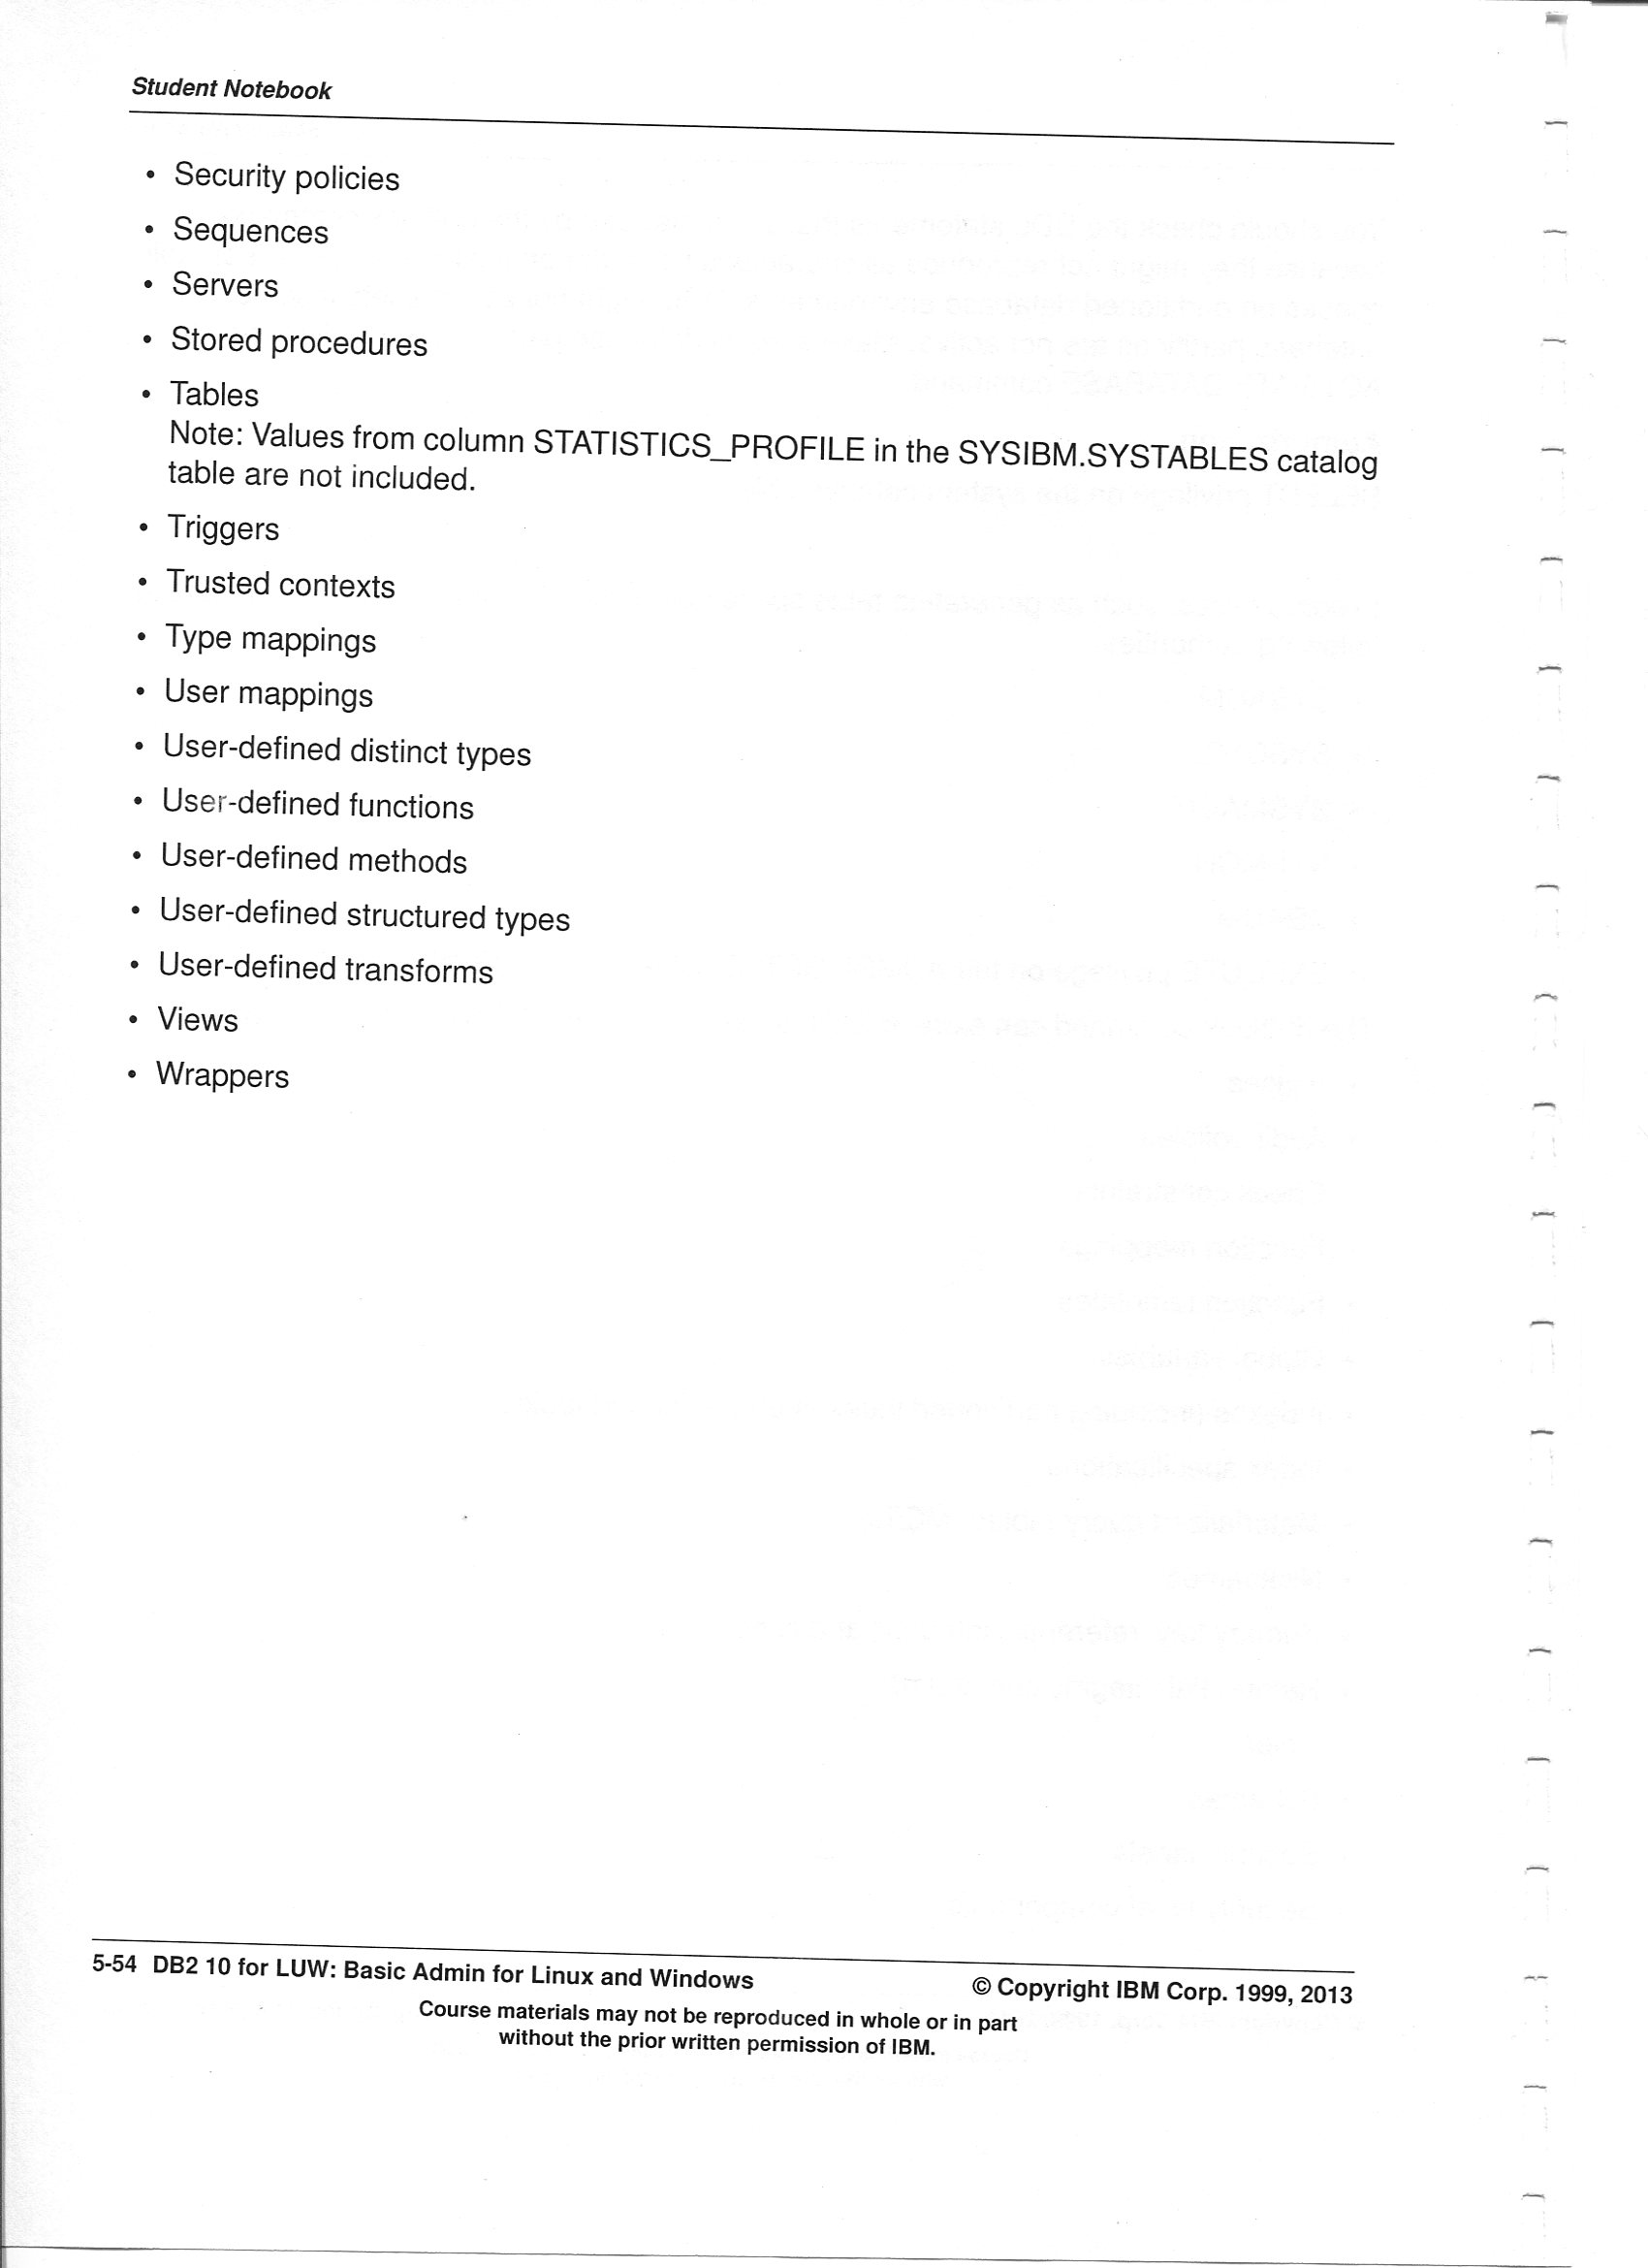 Student Notebook
• Security policies
• Sequences
• Servers
• Stored procedures
• Tables
Note: Values from column STATISTICS_PROFILE in the SYSIBM.SYSTABLES catalog
table are not included.
• Triggers
• Trusted contexts
• Type mappings
• User mappings
• User-defined distinct types
• User-defined functions
• User-defined methods
• User-defined structured types
• User-defined transforms
• Views
• Wrappers
5-54 DB2 10 for LUW: Basic Admin for Linux and Windows © Copyright IBM Corp. 1999, 2013
Course materials may not be reproduced in whole or in part
without the prior written permission of IBM.